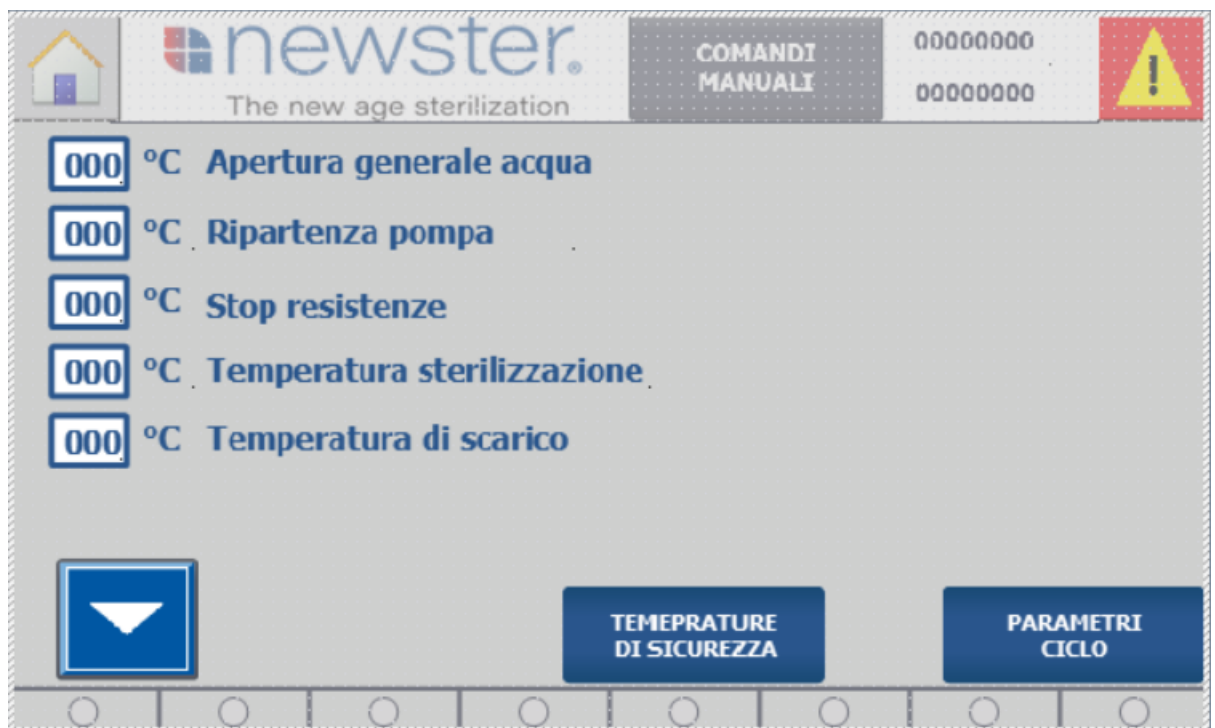 newster®
The new age sterilization
COMANDI
MANUALI
00000000
00000000
!
000 °C Apertura generale acqua
000 °C Ripartenza pompa
000 °C Stop resistenze
000 °C Temperatura sterilizzazione
000 °C Temperatura di scarico
TEMEPRATURE
DI SICUREZZA
PARAMETRI
CICLO